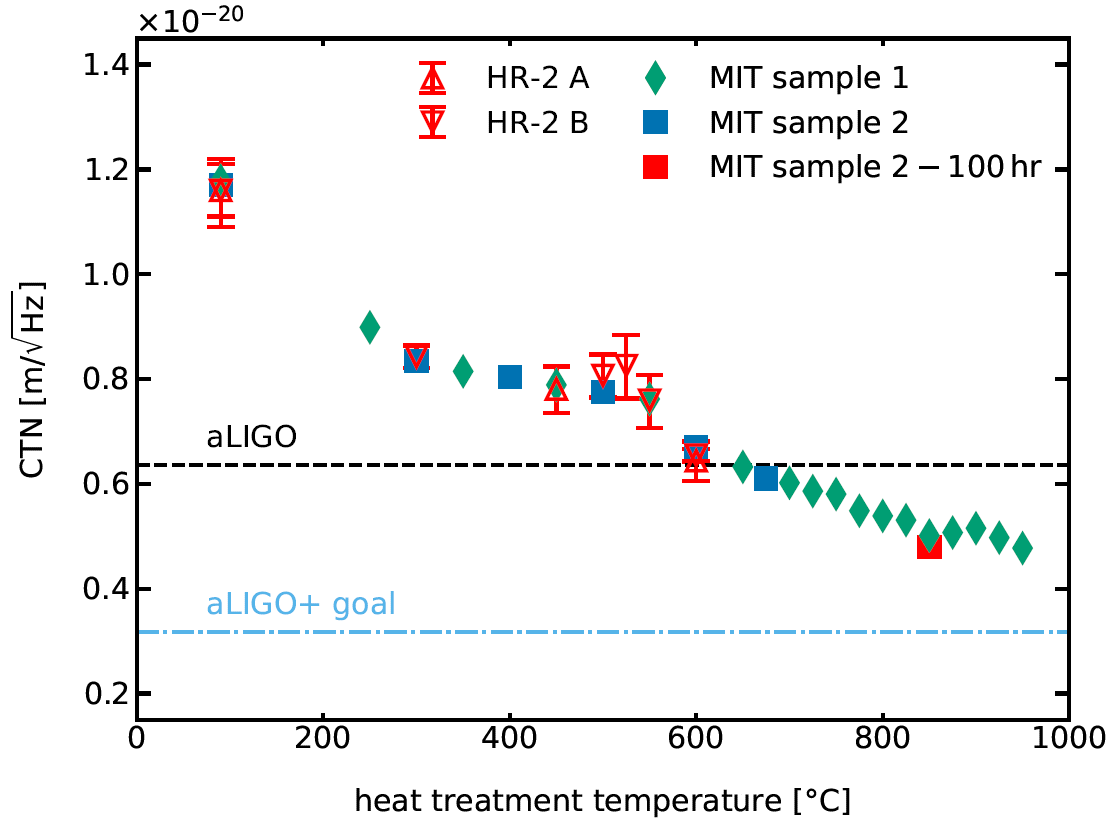 ×10⁻²⁰
1.4
1.2
1.0
0.8
0.6
0.4
0.2
CTN [m/√Hz]
HR-2 A
HR-2 B
MIT sample 1
MIT sample 2
MIT sample 2 − 100 hr
aLIGO
aLIGO+ goal
0 200 400 600 800 1000
heat treatment temperature [°C]